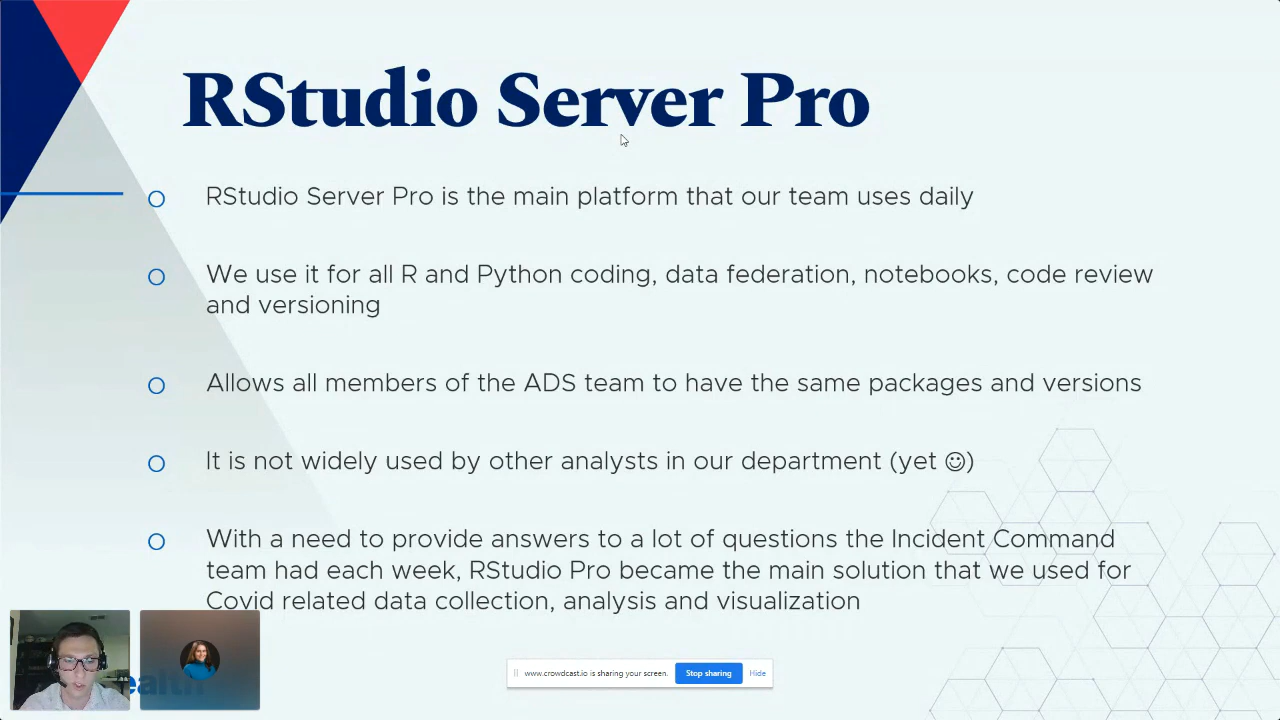 RStudio Server Pro
RStudio Server Pro is the main platform that our team uses daily
We use it for all R and Python coding, data federation, notebooks, code review
and versioning
Allows all members of the ADS team to have the same packages and versions
It is not widely used by other analysts in our department (yet ☺)
With a need to provide answers to a lot of questions the Incident Command
team had each week, RStudio Pro became the main solution that we used for
Covid related data collection, analysis and visualization
www.crowdcast.io is sharing your screen. Stop sharing Hide